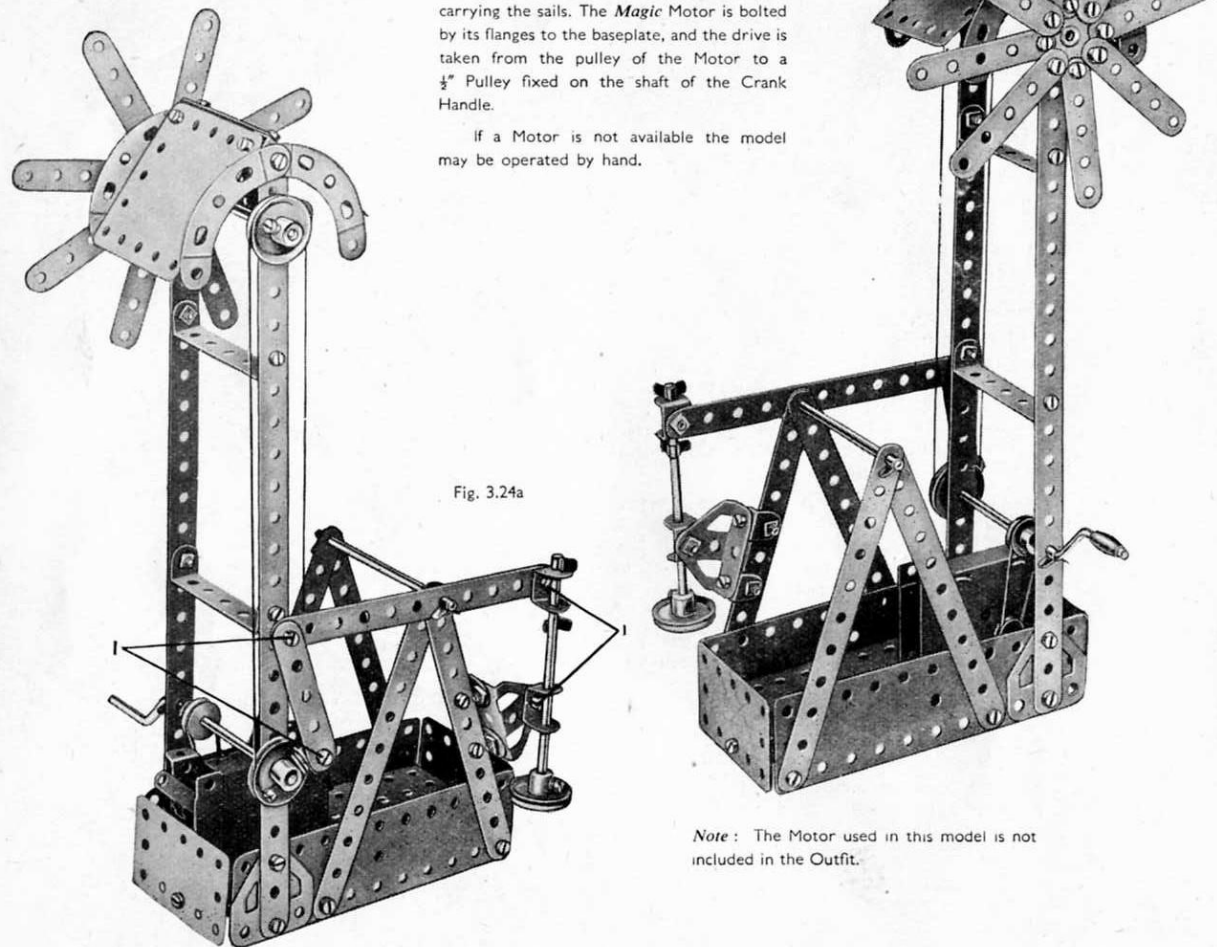 carrying the sails. The Magic Motor is bolted
by its flanges to the baseplate, and the drive is
taken from the pulley of the Motor to a
½″ Pulley fixed on the shaft of the Crank
Handle.
If a Motor is not available the model
may be operated by hand.
Fig. 3.24a
1
1
Note : The Motor used in this model is not
included in the Outfit.